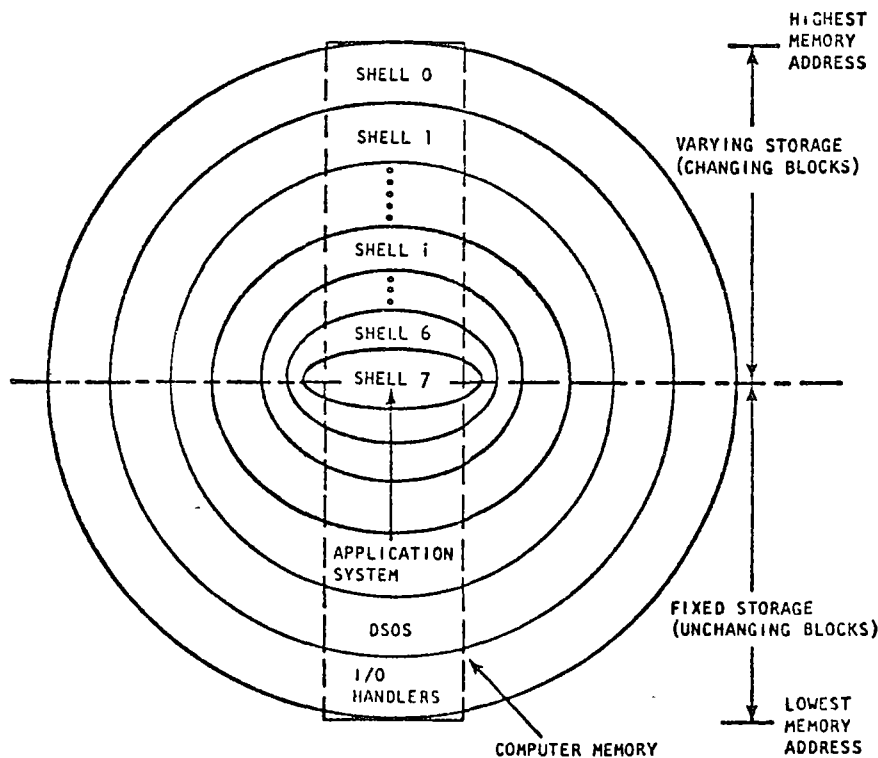 HIGHEST
MEMORY
ADDRESS
SHELL 0
SHELL 1
VARYING STORAGE
(CHANGING BLOCKS)
SHELL i
SHELL 6
SHELL 7
APPLICATION
SYSTEM
FIXED STORAGE
(UNCHANGING BLOCKS)
DSOS
I/O
HANDLERS
LOWEST
MEMORY
ADDRESS
COMPUTER MEMORY